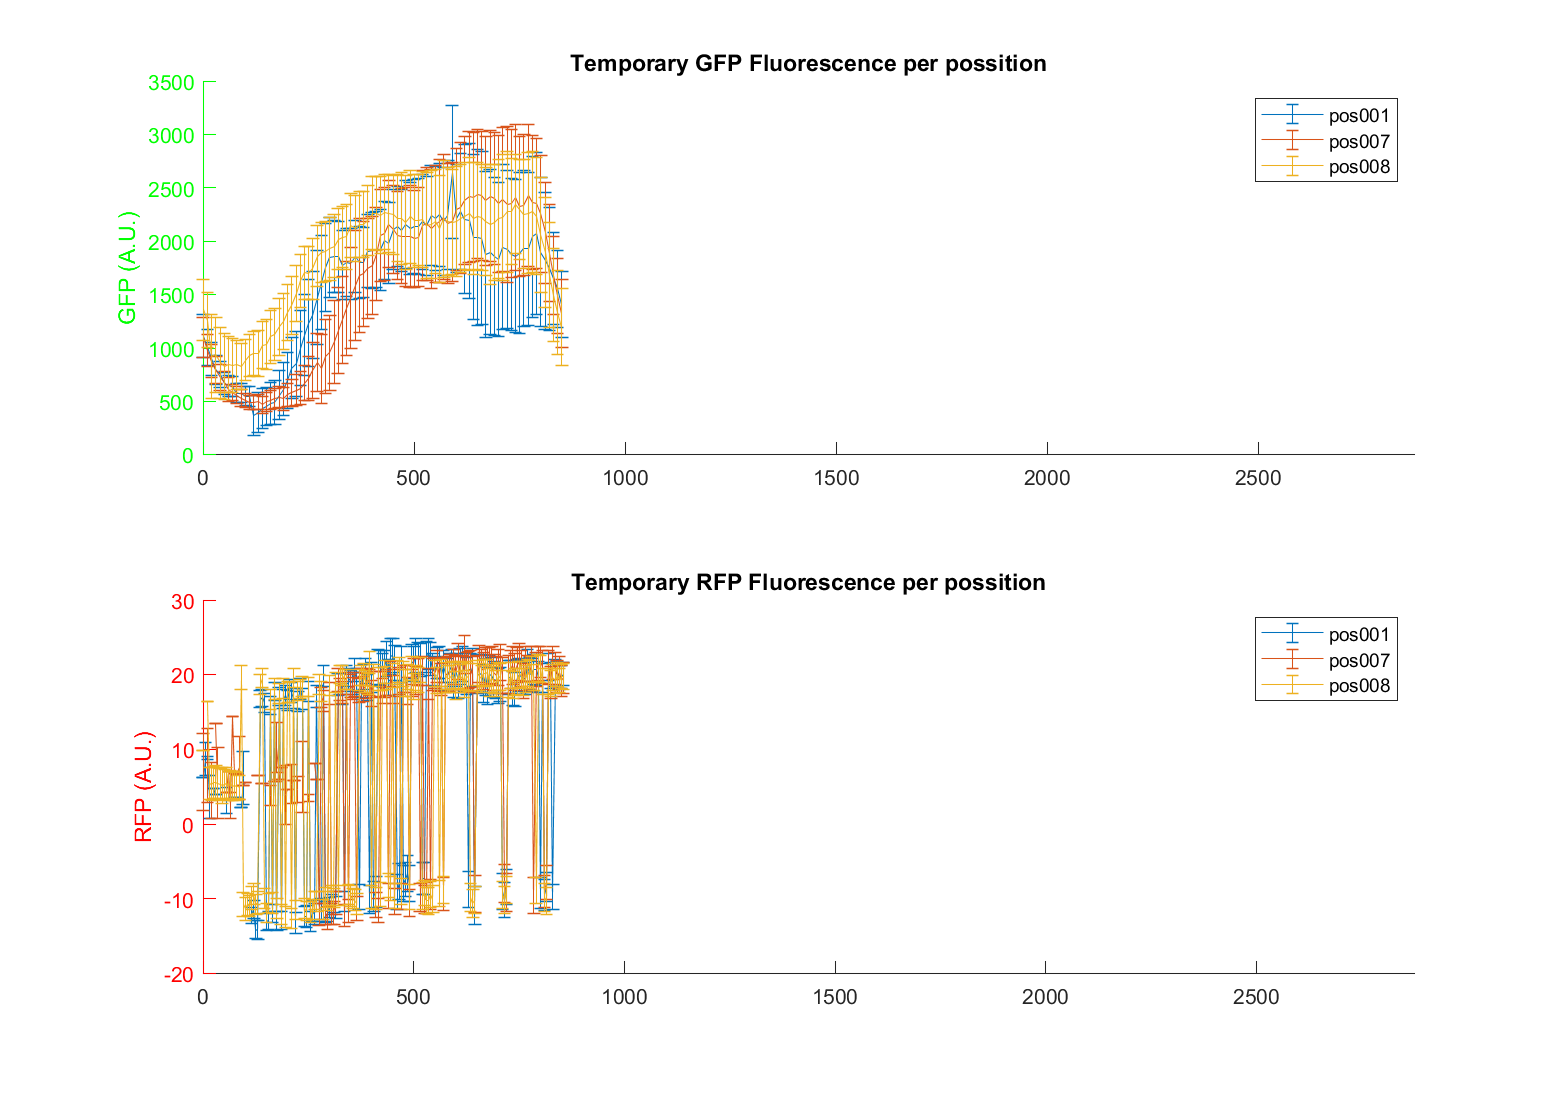 Temporary GFP Fluorescence per possition
GFP (A.U.)
3500
3000
2500
2000
1500
1000
500
0
0 500 1000 1500 2000 2500
pos001
pos007
pos008
Temporary RFP Fluorescence per possition
RFP (A.U.)
30
20
10
0
-10
-20
0 500 1000 1500 2000 2500
pos001
pos007
pos008